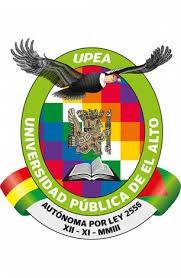 UPEA
UNIVERSIDAD PÚBLICA DE EL ALTO
AUTÓNOMA POR LEY 2556
XII - XI - MMIII